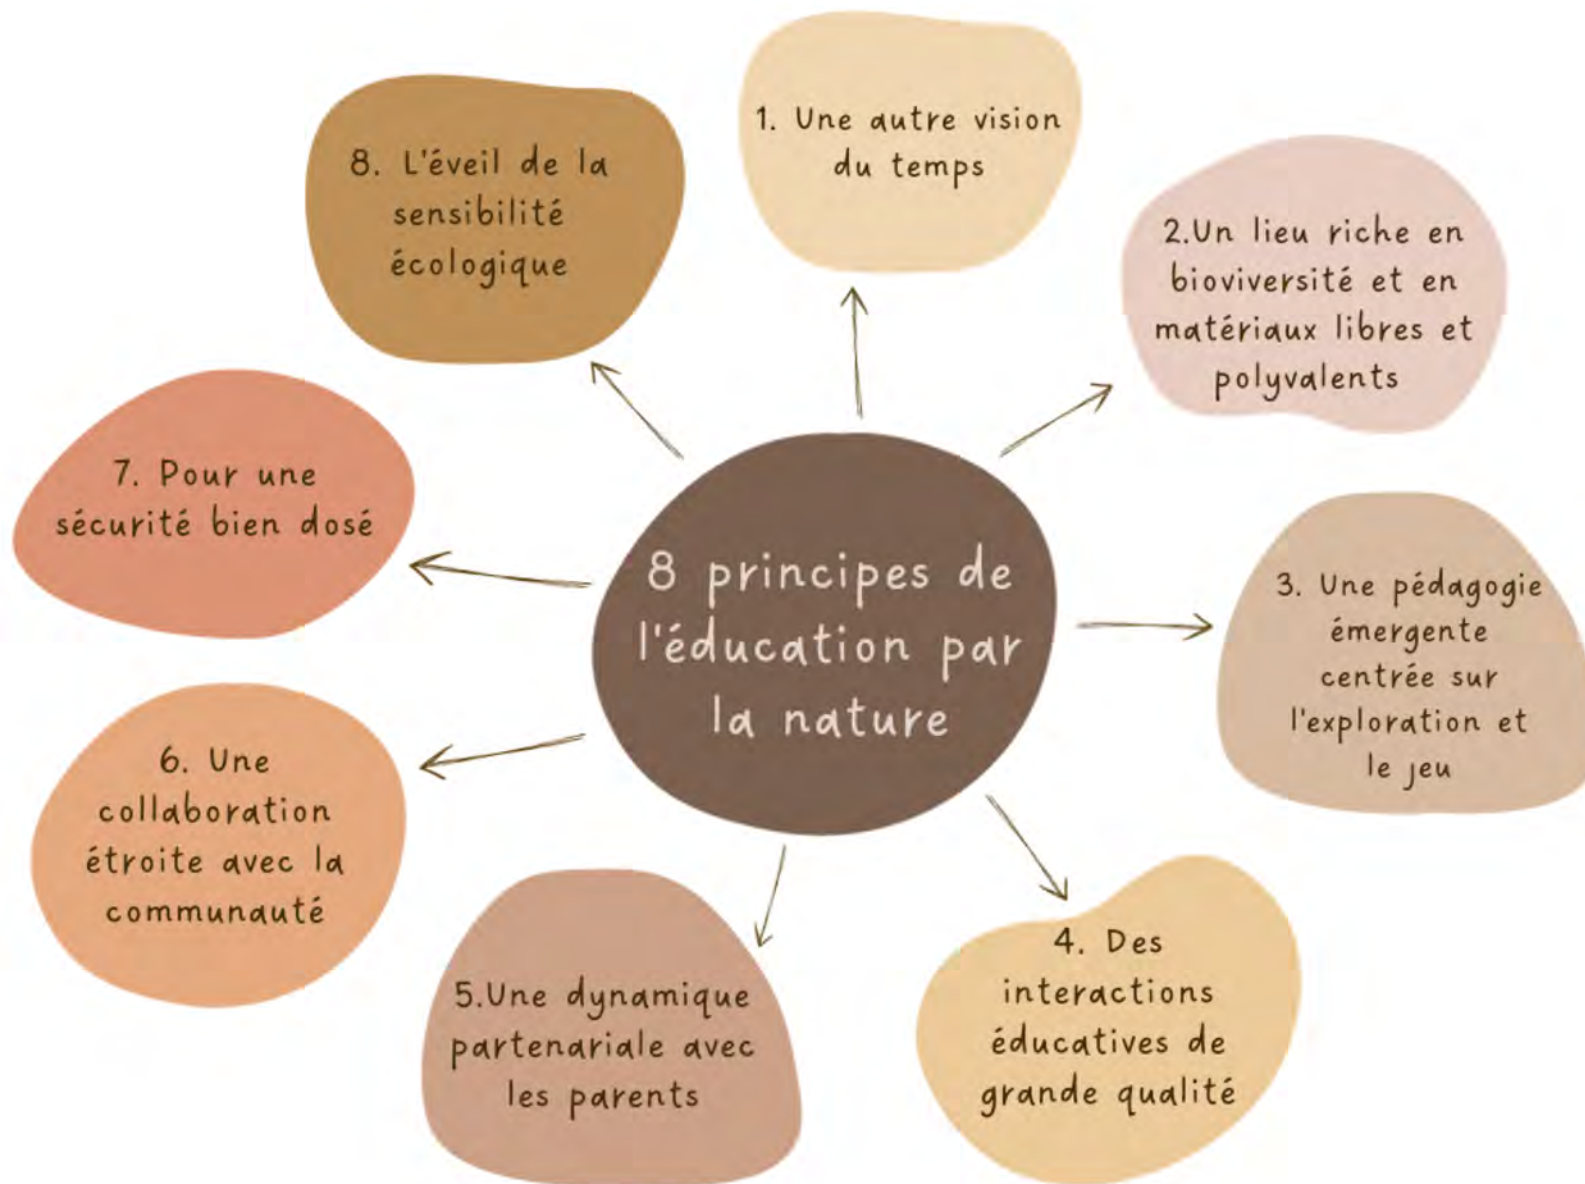 8 principes de
l'éducation par
la nature
1. Une autre vision
du temps
2.Un lieu riche en
bioviversité et en
matériaux libres et
polyvalents
3. Une pédagogie
émergente
centrée sur
l'exploration et
le jeu
4. Des
interactions
éducatives de
grande qualité
5.Une dynamique
partenariale avec
les parents
6. Une
collaboration
étroite avec la
communauté
7. Pour une
sécurité bien dosé
8. L'éveil de la
sensibilité
écologique